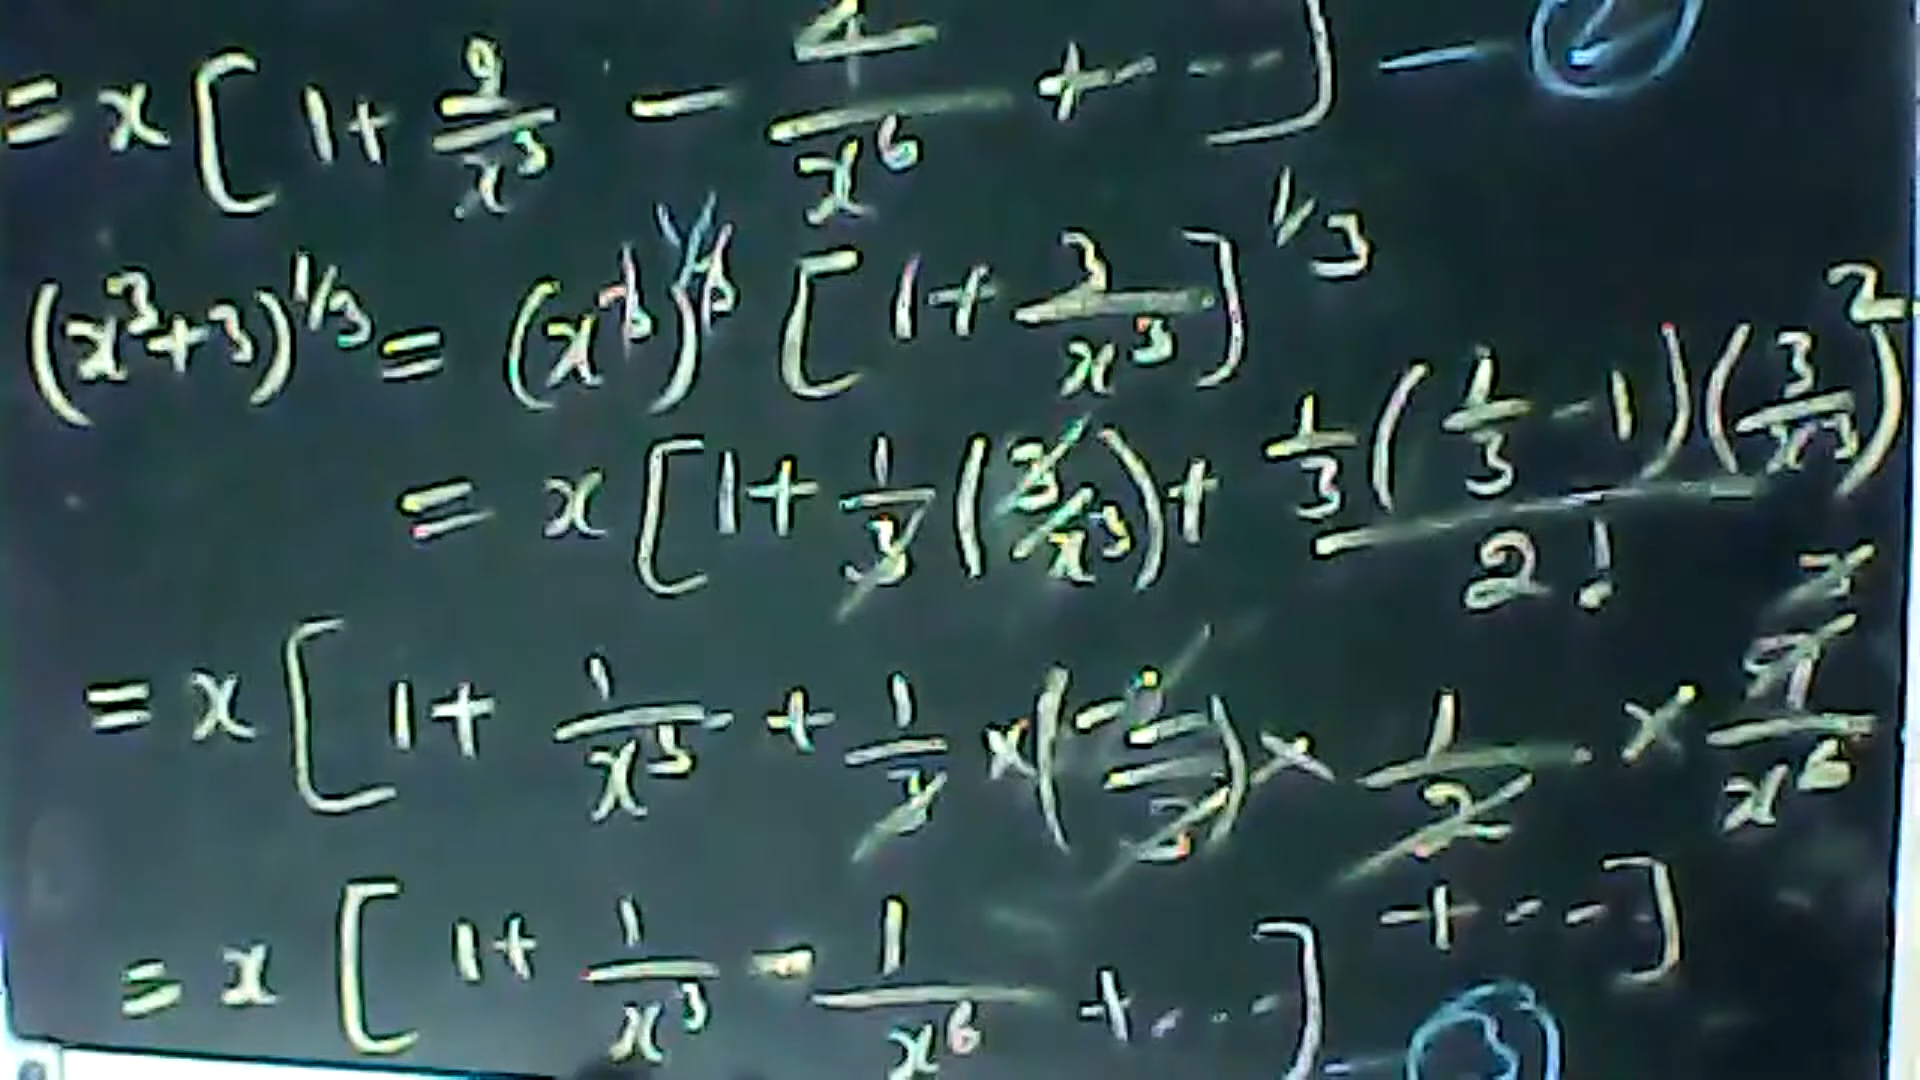 = x [ 1 + 2/x³ - 4/x⁶ + - - - ] — ②
(x³+3)^1/3 = (x³)^1/3 [ 1 + 3/x³ ]^1/3
= x [ 1 + 1/3 (3/x³) + 1/3 (1/3 - 1) (3/x³)² / 2!
= x [ 1 + 1/x³ + 1/3 × (-2/3) × 1/2 × 9/x⁶ + - - ]
= x [ 1 + 1/x³ - 1/x⁶ + . . - ] — ③